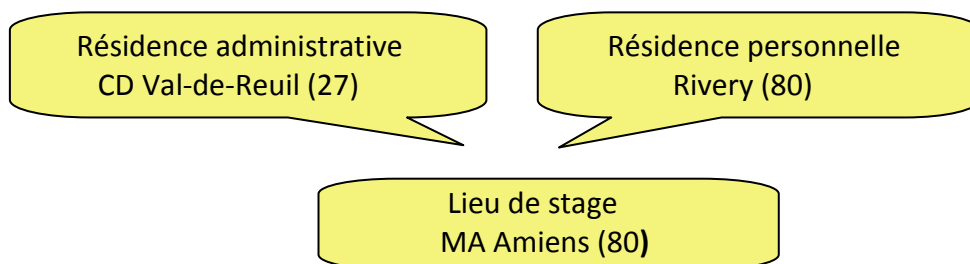 Résidence administrative
CD Val-de-Reuil (27)
Résidence personnelle
Rivery (80)
Lieu de stage
MA Amiens (80)